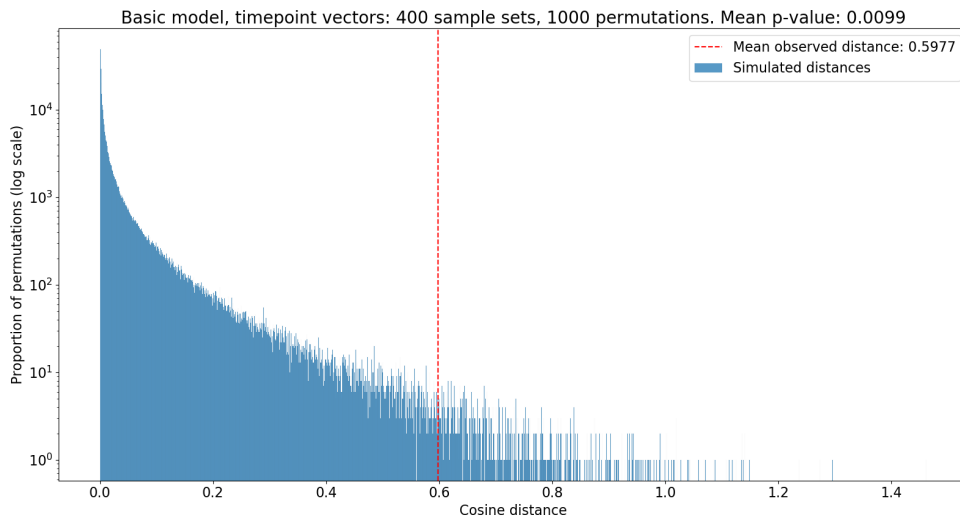 Basic model, timepoint vectors: 400 sample sets, 1000 permutations. Mean p-value: 0.0099
Mean observed distance: 0.5977
Simulated distances
Proportion of permutations (log scale)
10⁴
10³
10²
10¹
10⁰
0.0 0.2 0.4 0.6 0.8 1.0 1.2 1.4
Cosine distance